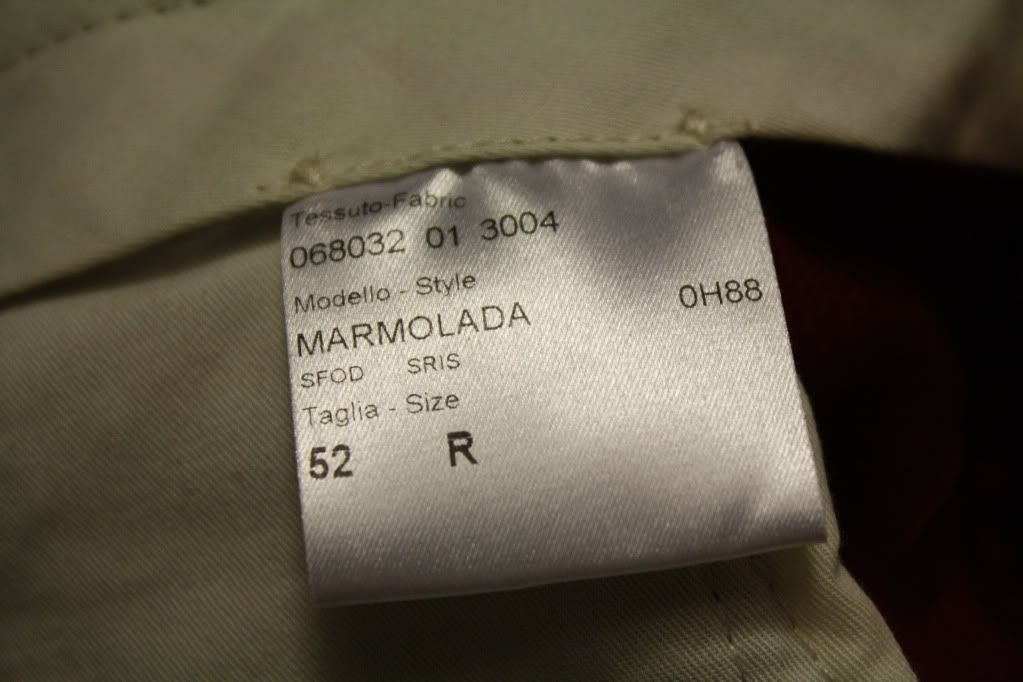 Tessuto-Fabric
068032 01 3004
Modello - Style
MARMOLADA 0H88
SFOD SRIS
Taglia - Size
52 R